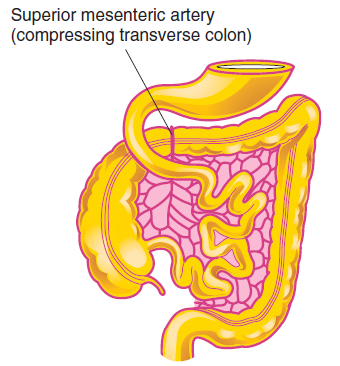 Superior mesenteric artery
(compressing transverse colon)